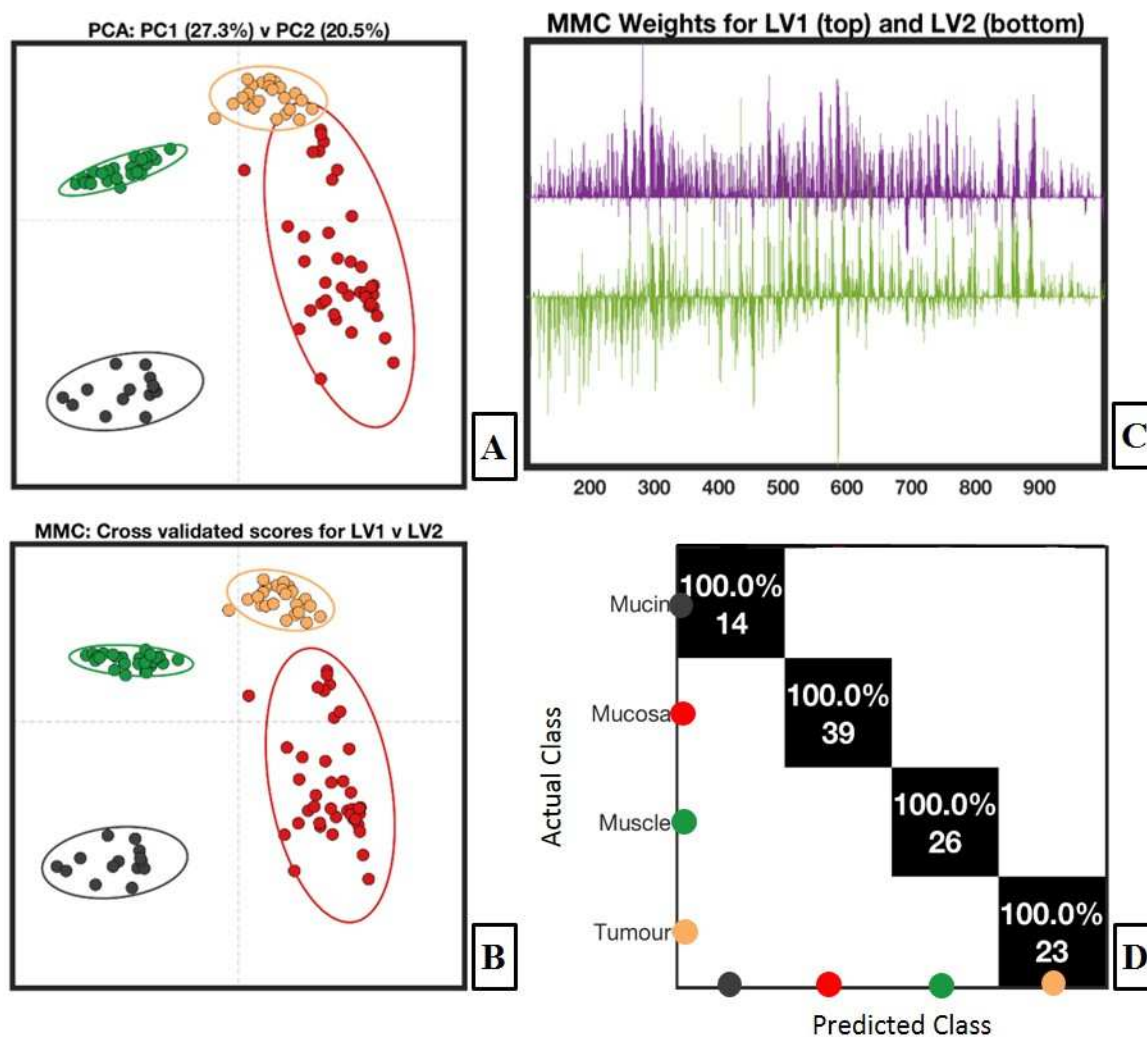 PCA: PC1 (27.3%) v PC2 (20.5%)
A
MMC: Cross validated scores for LV1 v LV2
B
MMC Weights for LV1 (top) and LV2 (bottom)
200 300 400 500 600 700 800 900
C
Actual Class
Mucin
100.0%
14
Mucosa
100.0%
39
Muscle
100.0%
26
Tumour
100.0%
23
Predicted Class
D